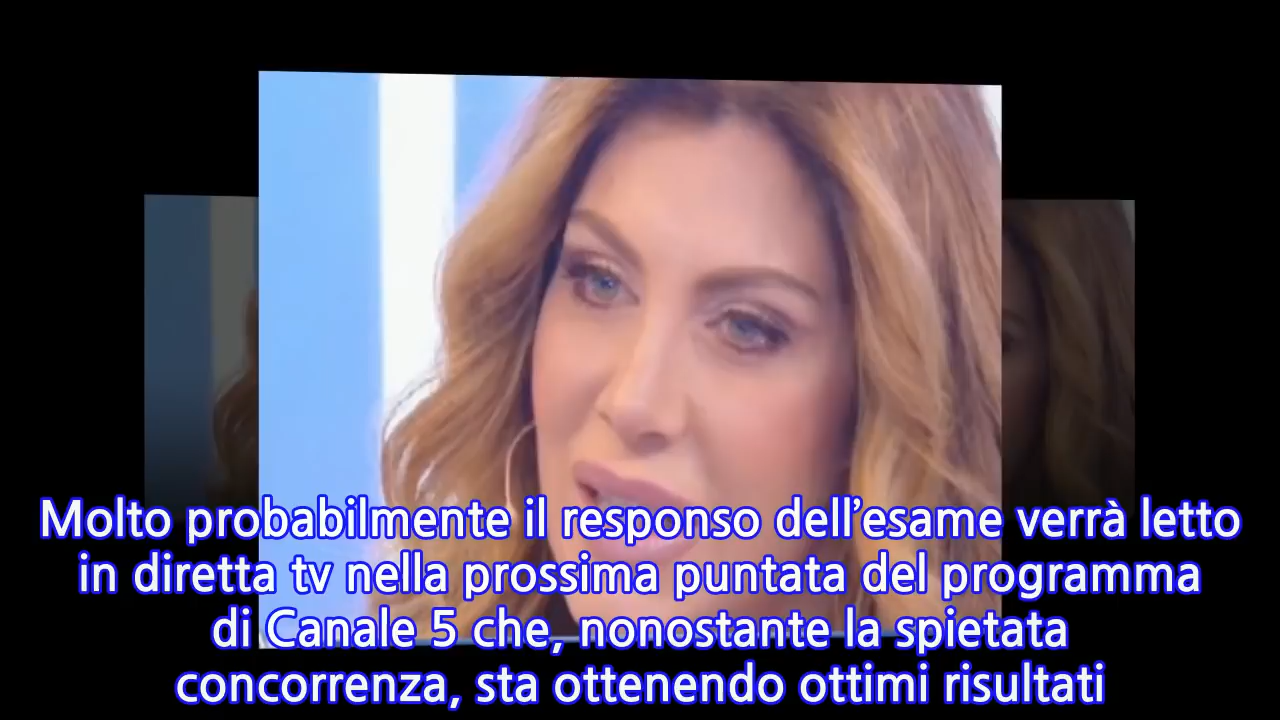 Molto probabilmente il responso dell'esame verrà letto
in diretta tv nella prossima puntata del programma
di Canale 5 che, nonostante la spietata
concorrenza, sta ottenendo ottimi risultati